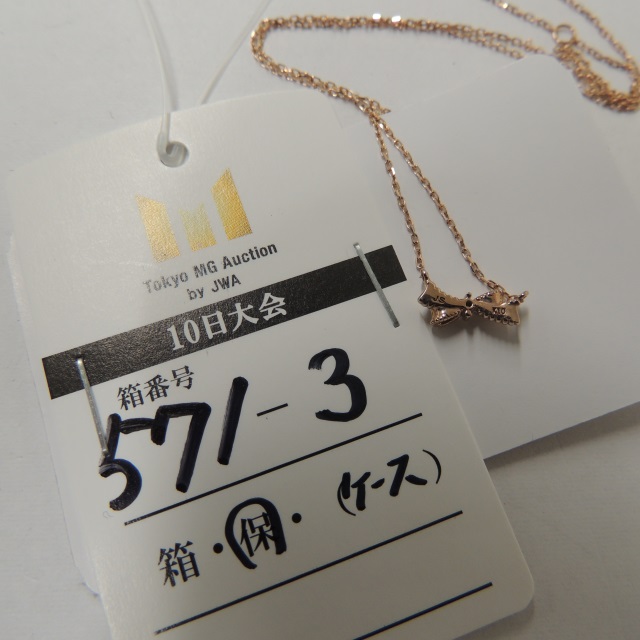 Tokyo MG Auction
by JWA
10日大会
箱番号
571-3
箱・保・(ケース)